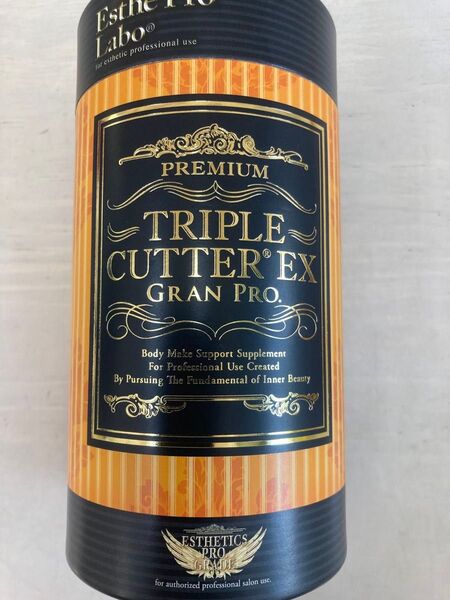 Esthe Pro
Labo®
for esthetic professional use
PREMIUM
TRIPLE
CUTTER® EX
GRAN PRO.
Body Make Support Supplement
For Professional Use Created
By Pursuing The Fundamental of Inner Beauty
ESTHETICS
PRO
GRADE
for authorized professional salon use.